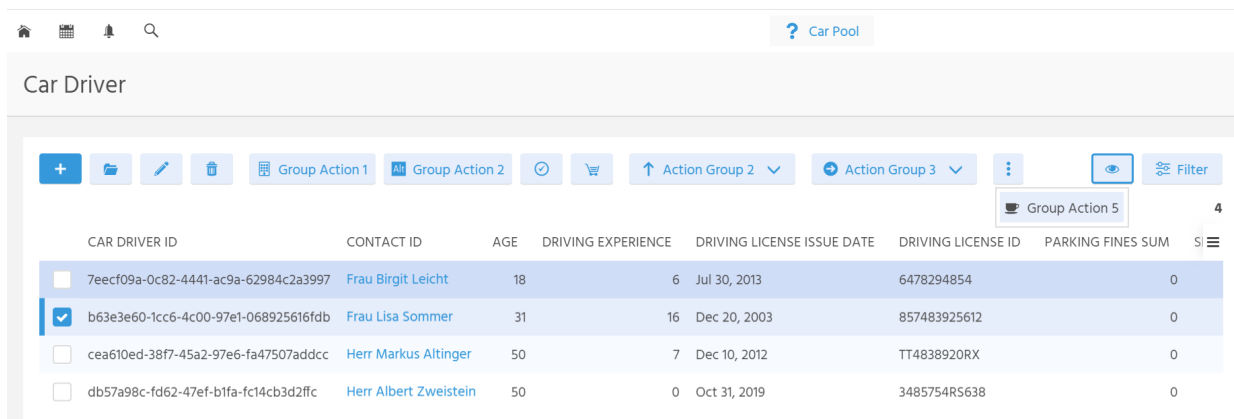 ? Car Pool
Car Driver
+ Group Action 1 Alt Group Action 2 Action Group 2 Action Group 3 Filter
Group Action 5 4
CAR DRIVER ID CONTACT ID AGE DRIVING EXPERIENCE DRIVING LICENSE ISSUE DATE DRIVING LICENSE ID PARKING FINES SUM
7eecf09a-0c82-4441-ac9a-62984c2a3997 Frau Birgit Leicht 18 6 Jul 30, 2013 6478294854 0
b63e3e60-1cc6-4c00-97e1-068925616fdb Frau Lisa Sommer 31 16 Dec 20, 2003 857483925612 0
cea610ed-38f7-45a2-97e6-fa47507addcc Herr Markus Altinger 50 7 Dec 10, 2012 TT4838920RX 0
db57a98c-fd62-47ef-b1fa-fc14cb3d2ffc Herr Albert Zweistein 50 0 Oct 31, 2019 3485754RS638 0